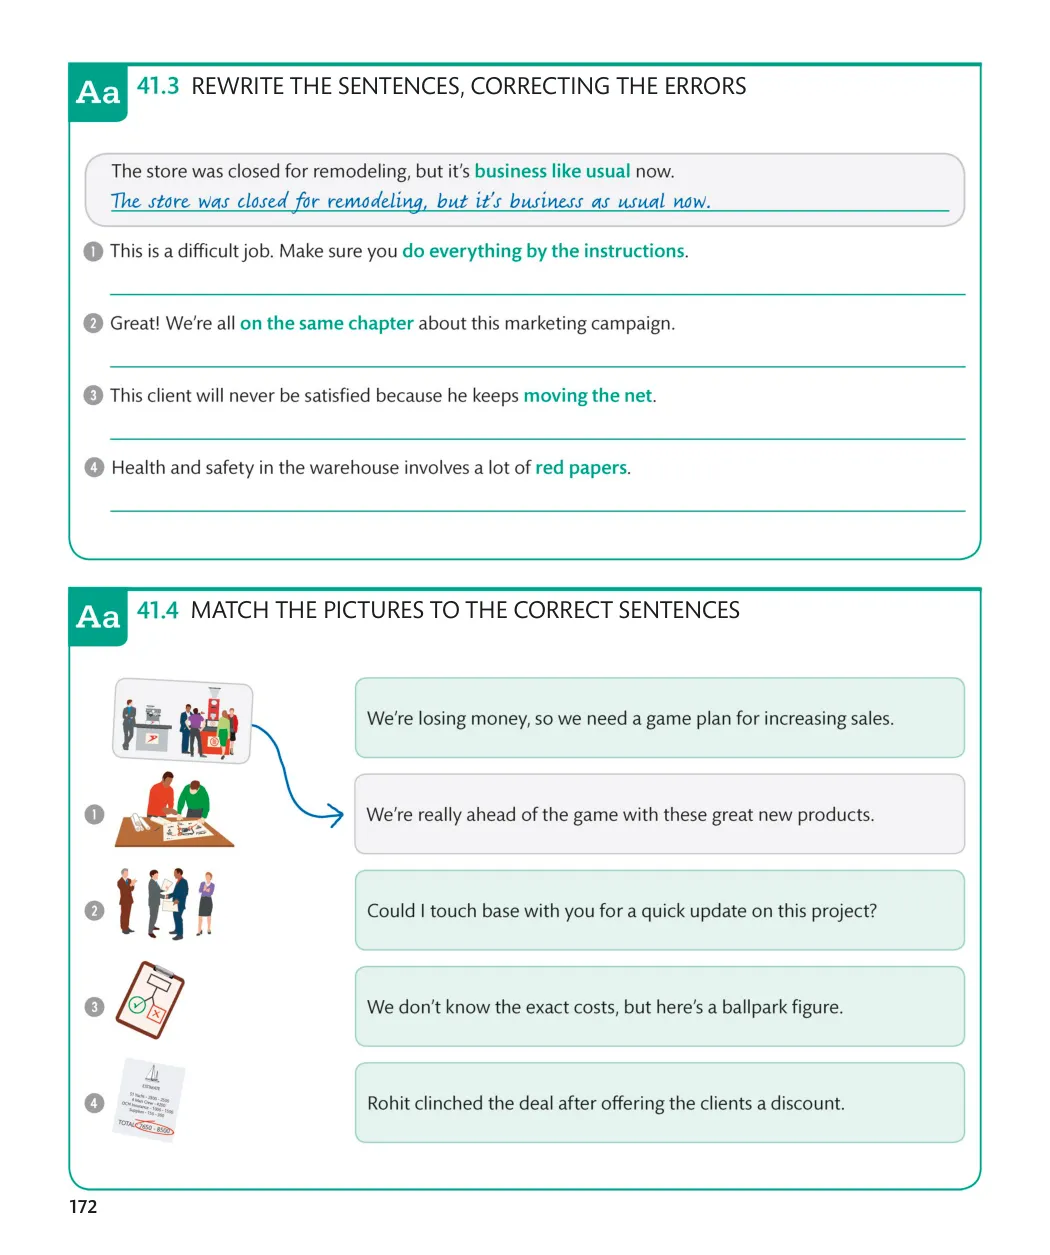 Aa 41.3 REWRITE THE SENTENCES, CORRECTING THE ERRORS
The store was closed for remodeling, but it's business like usual now.
The store was closed for remodeling, but it's business as usual now.
1 This is a difficult job. Make sure you do everything by the instructions.
2 Great! We're all on the same chapter about this marketing campaign.
3 This client will never be satisfied because he keeps moving the net.
4 Health and safety in the warehouse involves a lot of red papers.
Aa 41.4 MATCH THE PICTURES TO THE CORRECT SENTENCES
We're losing money, so we need a game plan for increasing sales.
1 We're really ahead of the game with these great new products.
2 Could I touch base with you for a quick update on this project?
3 We don't know the exact costs, but here's a ballpark figure.
ESTIMATE
TOTAL 7650 - 8500
4 Rohit clinched the deal after offering the clients a discount.
172